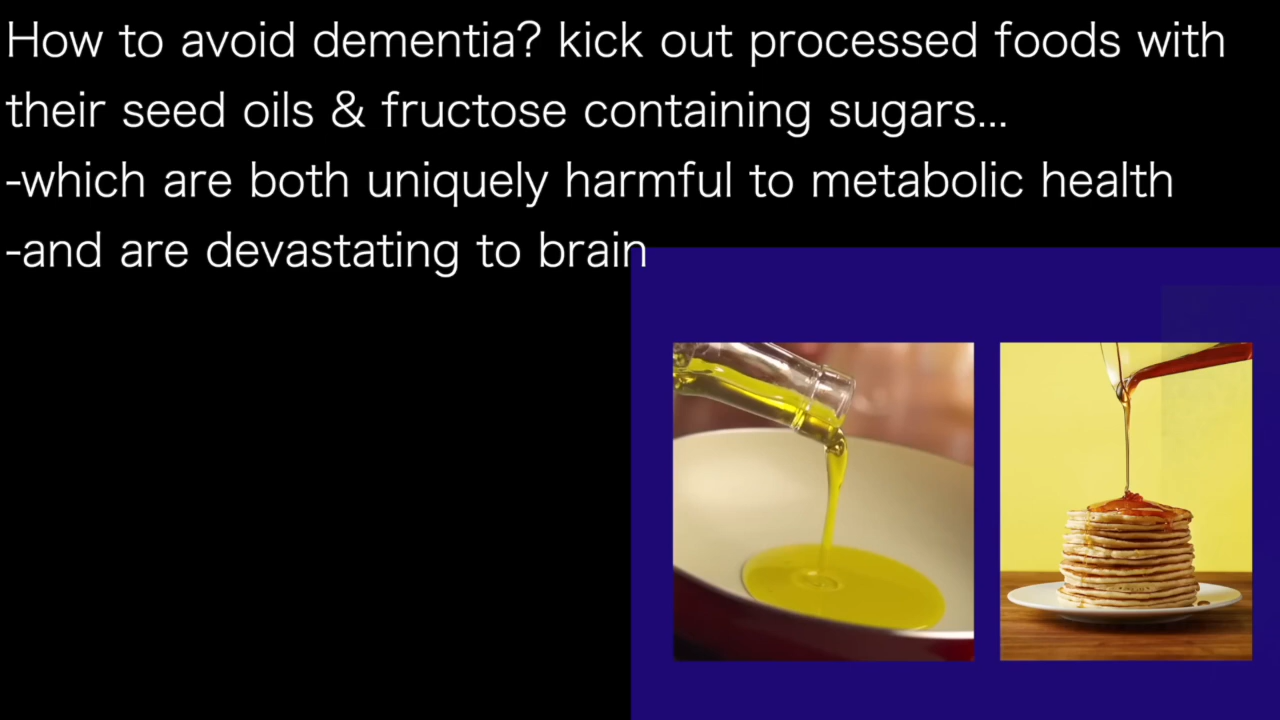 How to avoid dementia? kick out processed foods with
their seed oils & fructose containing sugars...
-which are both uniquely harmful to metabolic health
-and are devastating to brain